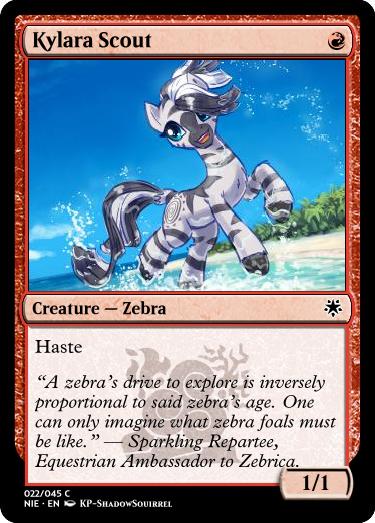 Kylara Scout
Creature — Zebra
Haste
“A zebra’s drive to explore is inversely
proportional to said zebra’s age. One
can only imagine what zebra foals must
be like.” — Sparkling Repartee,
Equestrian Ambassador to Zebrica.
1/1
022/045 C
NIE • EN KP-ShadowSquirrel